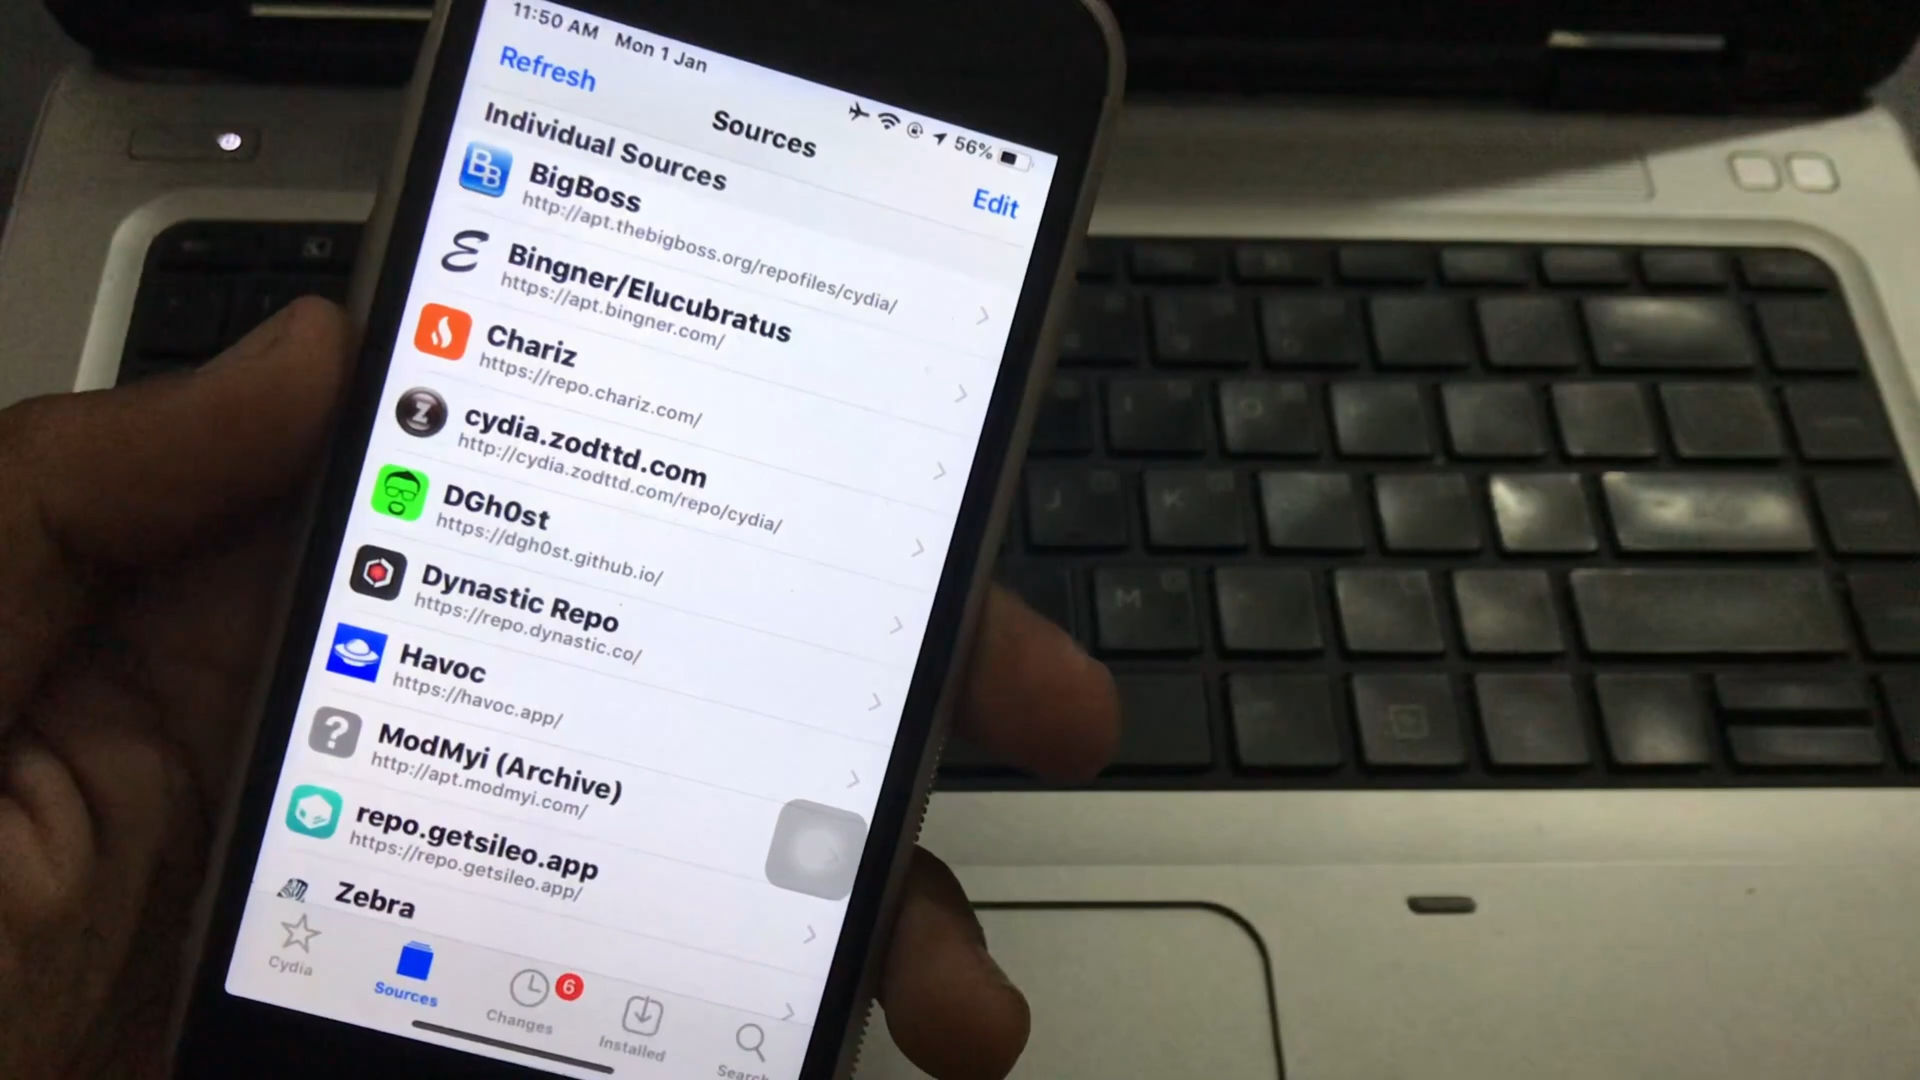 11:50 AM Mon 1 Jan
56%
Refresh
Sources
Edit
Individual Sources
BB
BigBoss
http://apt.thebigboss.org/repofiles/cydia/
Bingner/Elucubratus
https://apt.bingner.com/
Chariz
https://repo.chariz.com/
Z
cydia.zodttd.com
http://cydia.zodttd.com/repo/cydia/
DGh0st
https://dgh0st.github.io/
Dynastic Repo
https://repo.dynastic.co/
Havoc
https://havoc.app/
?
ModMyi (Archive)
http://apt.modmyi.com/
repo.getsileo.app
https://repo.getsileo.app/
Zebra
Cydia
Sources
6
Changes
Installed
Search
J
K
M